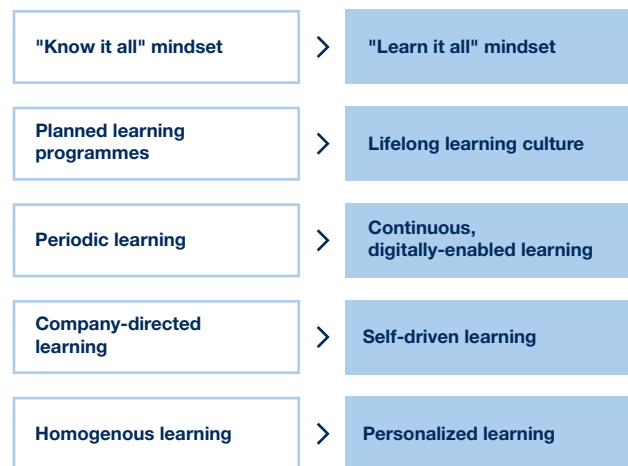 "Know it all" mindset
"Learn it all" mindset
Planned learning
programmes
Lifelong learning culture
Periodic learning
Continuous,
digitally-enabled learning
Company-directed
learning
Self-driven learning
Homogenous learning
Personalized learning